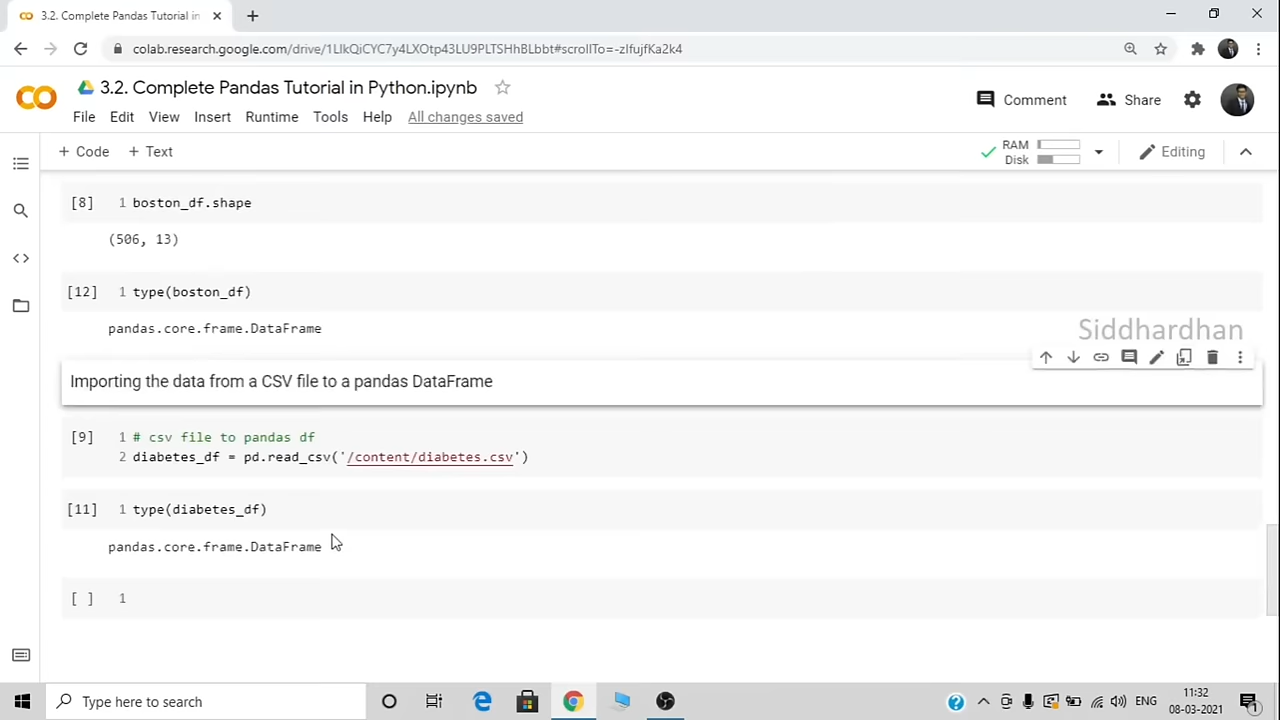 3.2. Complete Pandas Tutorial in
colab.research.google.com/drive/1LlkQiCYC7y4LXOtp43LU9PLTSHhBLbbt#scrollTo=-zIfujfKa2k4
3.2. Complete Pandas Tutorial in Python.ipynb
Comment
Share
File Edit View Insert Runtime Tools Help All changes saved
+ Code + Text
RAM
Disk
Editing
[8] 1 boston_df.shape
(506, 13)
[12] 1 type(boston_df)
pandas.core.frame.DataFrame
Siddhardhan
Importing the data from a CSV file to a pandas DataFrame
[9] 1 # csv file to pandas df
2 diabetes_df = pd.read_csv('/content/diabetes.csv')
[11] 1 type(diabetes_df)
pandas.core.frame.DataFrame
[ ] 1
Type here to search
ENG
11:32
08-03-2021
1